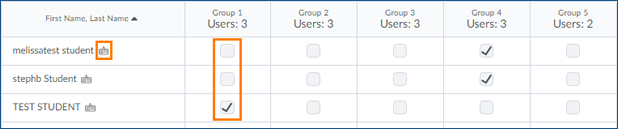 First Name, Last Name Group 1 Group 2 Group 3 Group 4 Group 5
Users: 3 Users: 3 Users: 3 Users: 3 Users: 2
melissatest student
stephb Student
TEST STUDENT